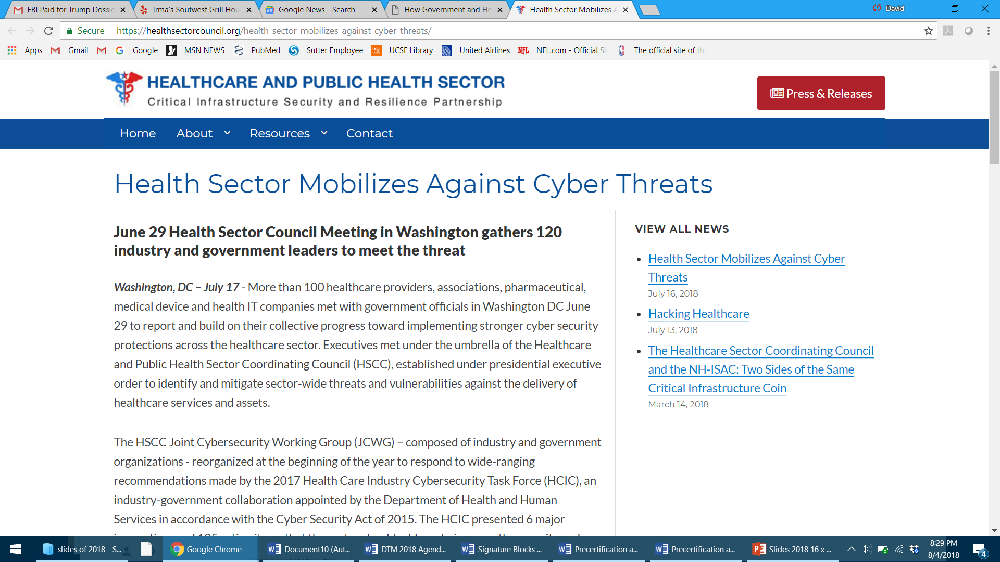 FBI Paid for Trump Dossie
Irma's Soutwest Grill Hou
Google News - Search
How Government and He
Health Sector Mobilizes A
David
Secure
https://healthsectorcouncil.org/health-sector-mobilizes-against-cyber-threats/
Apps
Gmail
Google
MSN NEWS
PubMed
Sutter Employee
UCSF Library
United Airlines
NFL
NFL.com - Official Si
The official site of th
HEALTHCARE AND PUBLIC HEALTH SECTOR
Critical Infrastructure Security and Resilience Partnership
Press & Releases
Home
About
Resources
Contact
Health Sector Mobilizes Against Cyber Threats
June 29 Health Sector Council Meeting in Washington gathers 120
industry and government leaders to meet the threat
Washington, DC – July 17 - More than 100 healthcare providers, associations, pharmaceutical,
medical device and health IT companies met with government officials in Washington DC June
29 to report and build on their collective progress toward implementing stronger cyber security
protections across the healthcare sector. Executives met under the umbrella of the Healthcare
and Public Health Sector Coordinating Council (HSCC), established under presidential executive
order to identify and mitigate sector-wide threats and vulnerabilities against the delivery of
healthcare services and assets.
The HSCC Joint Cybersecurity Working Group (JCWG) – composed of industry and government
organizations - reorganized at the beginning of the year to respond to wide-ranging
recommendations made by the 2017 Health Care Industry Cybersecurity Task Force (HCIC), an
industry-government collaboration appointed by the Department of Health and Human
Services in accordance with the Cyber Security Act of 2015. The HCIC presented 6 major
VIEW ALL NEWS
Health Sector Mobilizes Against Cyber
Threats
July 16, 2018
Hacking Healthcare
July 13, 2018
The Healthcare Sector Coordinating Council
and the NH-ISAC: Two Sides of the Same
Critical Infrastructure Coin
March 14, 2018
slides of 2018 - S...
Google Chrome
Document10 (Aut...
DTM 2018 Agend...
Signature Blocks ...
Precertification a...
Precertification a...
Slides 2018 16 x ...
8:29 PM
8/4/2018
4